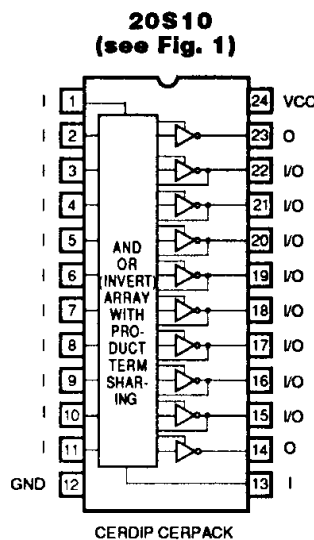 20S10
(see Fig. 1)
I 1 24 VCC
I 2 23 O
I 3 22 I/O
I 4 21 I/O
I 5 20 I/O
I 6 19 I/O
I 7 18 I/O
I 8 17 I/O
I 9 16 I/O
I 10 15 I/O
I 11 14 O
GND 12 13 I
AND
OR
(INVERT)
ARRAY
WITH
PRO-
DUCT
TERM
SHAR-
ING
CERDIP CERPACK